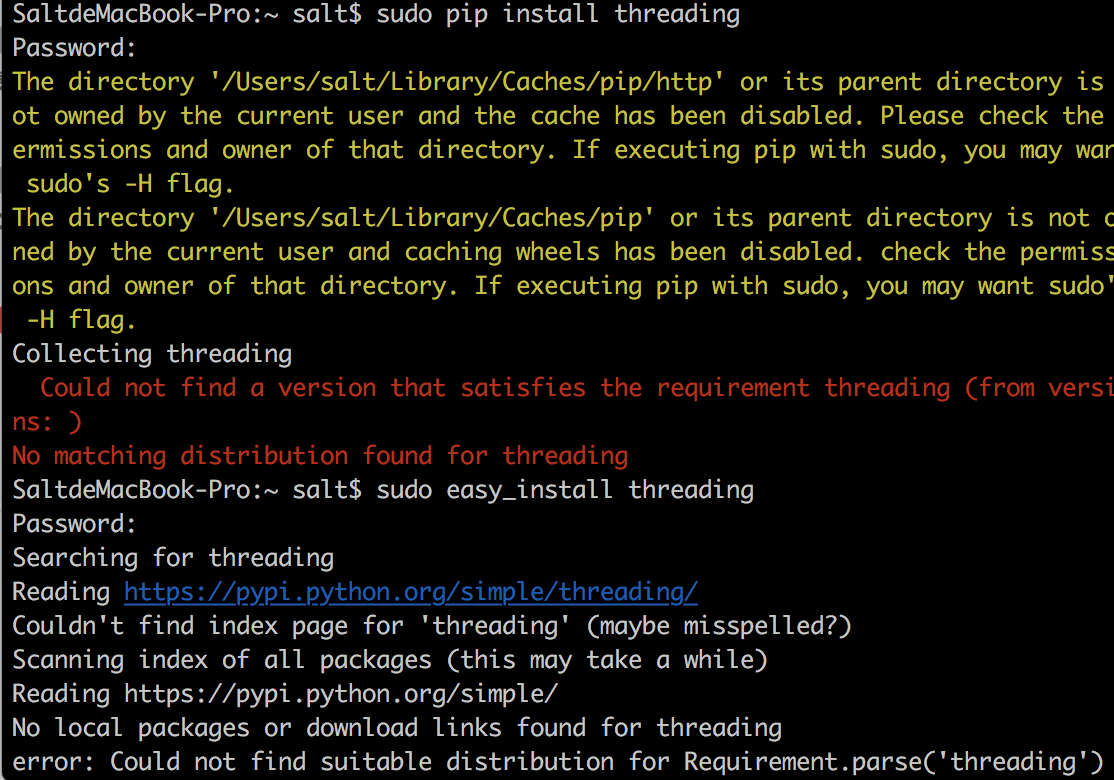 SaltdeMacBook-Pro:~ salt$ sudo pip install threading
Password:
The directory '/Users/salt/Library/Caches/pip/http' or its parent directory is
ot owned by the current user and the cache has been disabled. Please check the
ermissions and owner of that directory. If executing pip with sudo, you may wan
sudo's -H flag.
The directory '/Users/salt/Library/Caches/pip' or its parent directory is not o
ned by the current user and caching wheels has been disabled. check the permiss
ons and owner of that directory. If executing pip with sudo, you may want sudo'
-H flag.
Collecting threading
Could not find a version that satisfies the requirement threading (from versi
ns: )
No matching distribution found for threading
SaltdeMacBook-Pro:~ salt$ sudo easy_install threading
Password:
Searching for threading
Reading https://pypi.python.org/simple/threading/
Couldn't find index page for 'threading' (maybe misspelled?)
Scanning index of all packages (this may take a while)
Reading https://pypi.python.org/simple/
No local packages or download links found for threading
error: Could not find suitable distribution for Requirement.parse('threading')